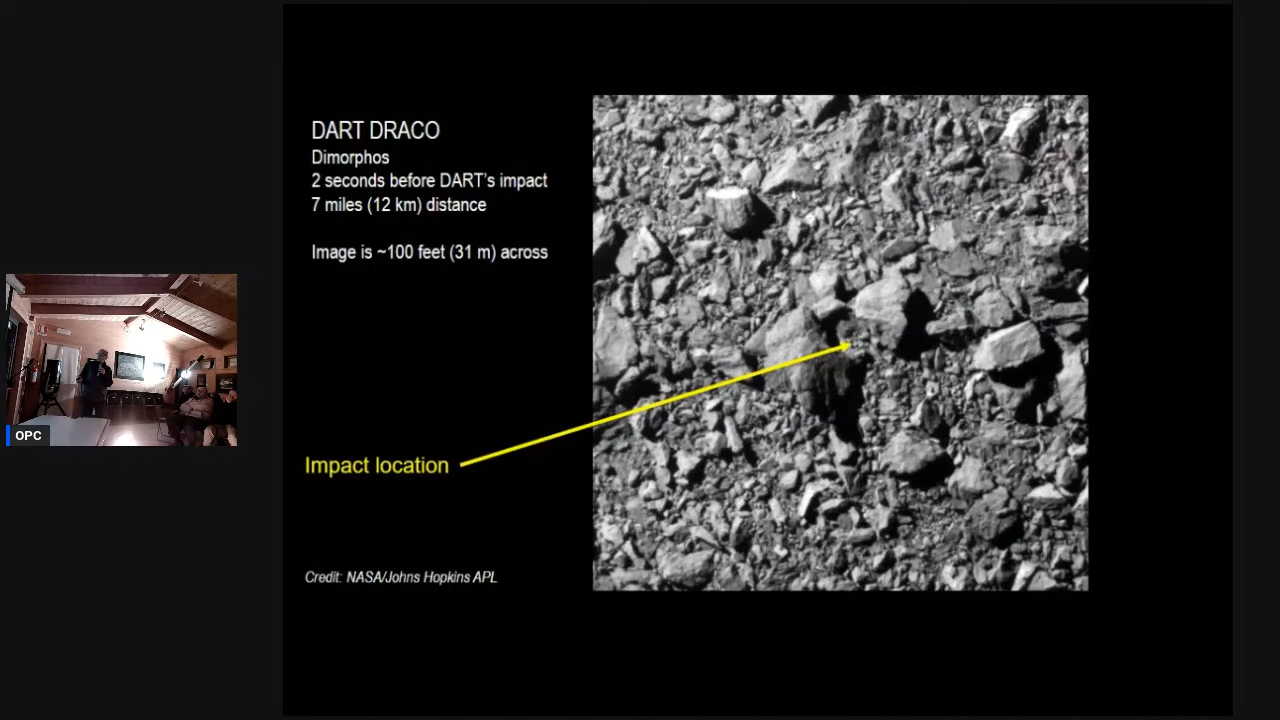 DART DRACO
Dimorphos
2 seconds before DART's impact
7 miles (12 km) distance
Image is ~100 feet (31 m) across
Impact location
Credit: NASA/Johns Hopkins APL
OPC